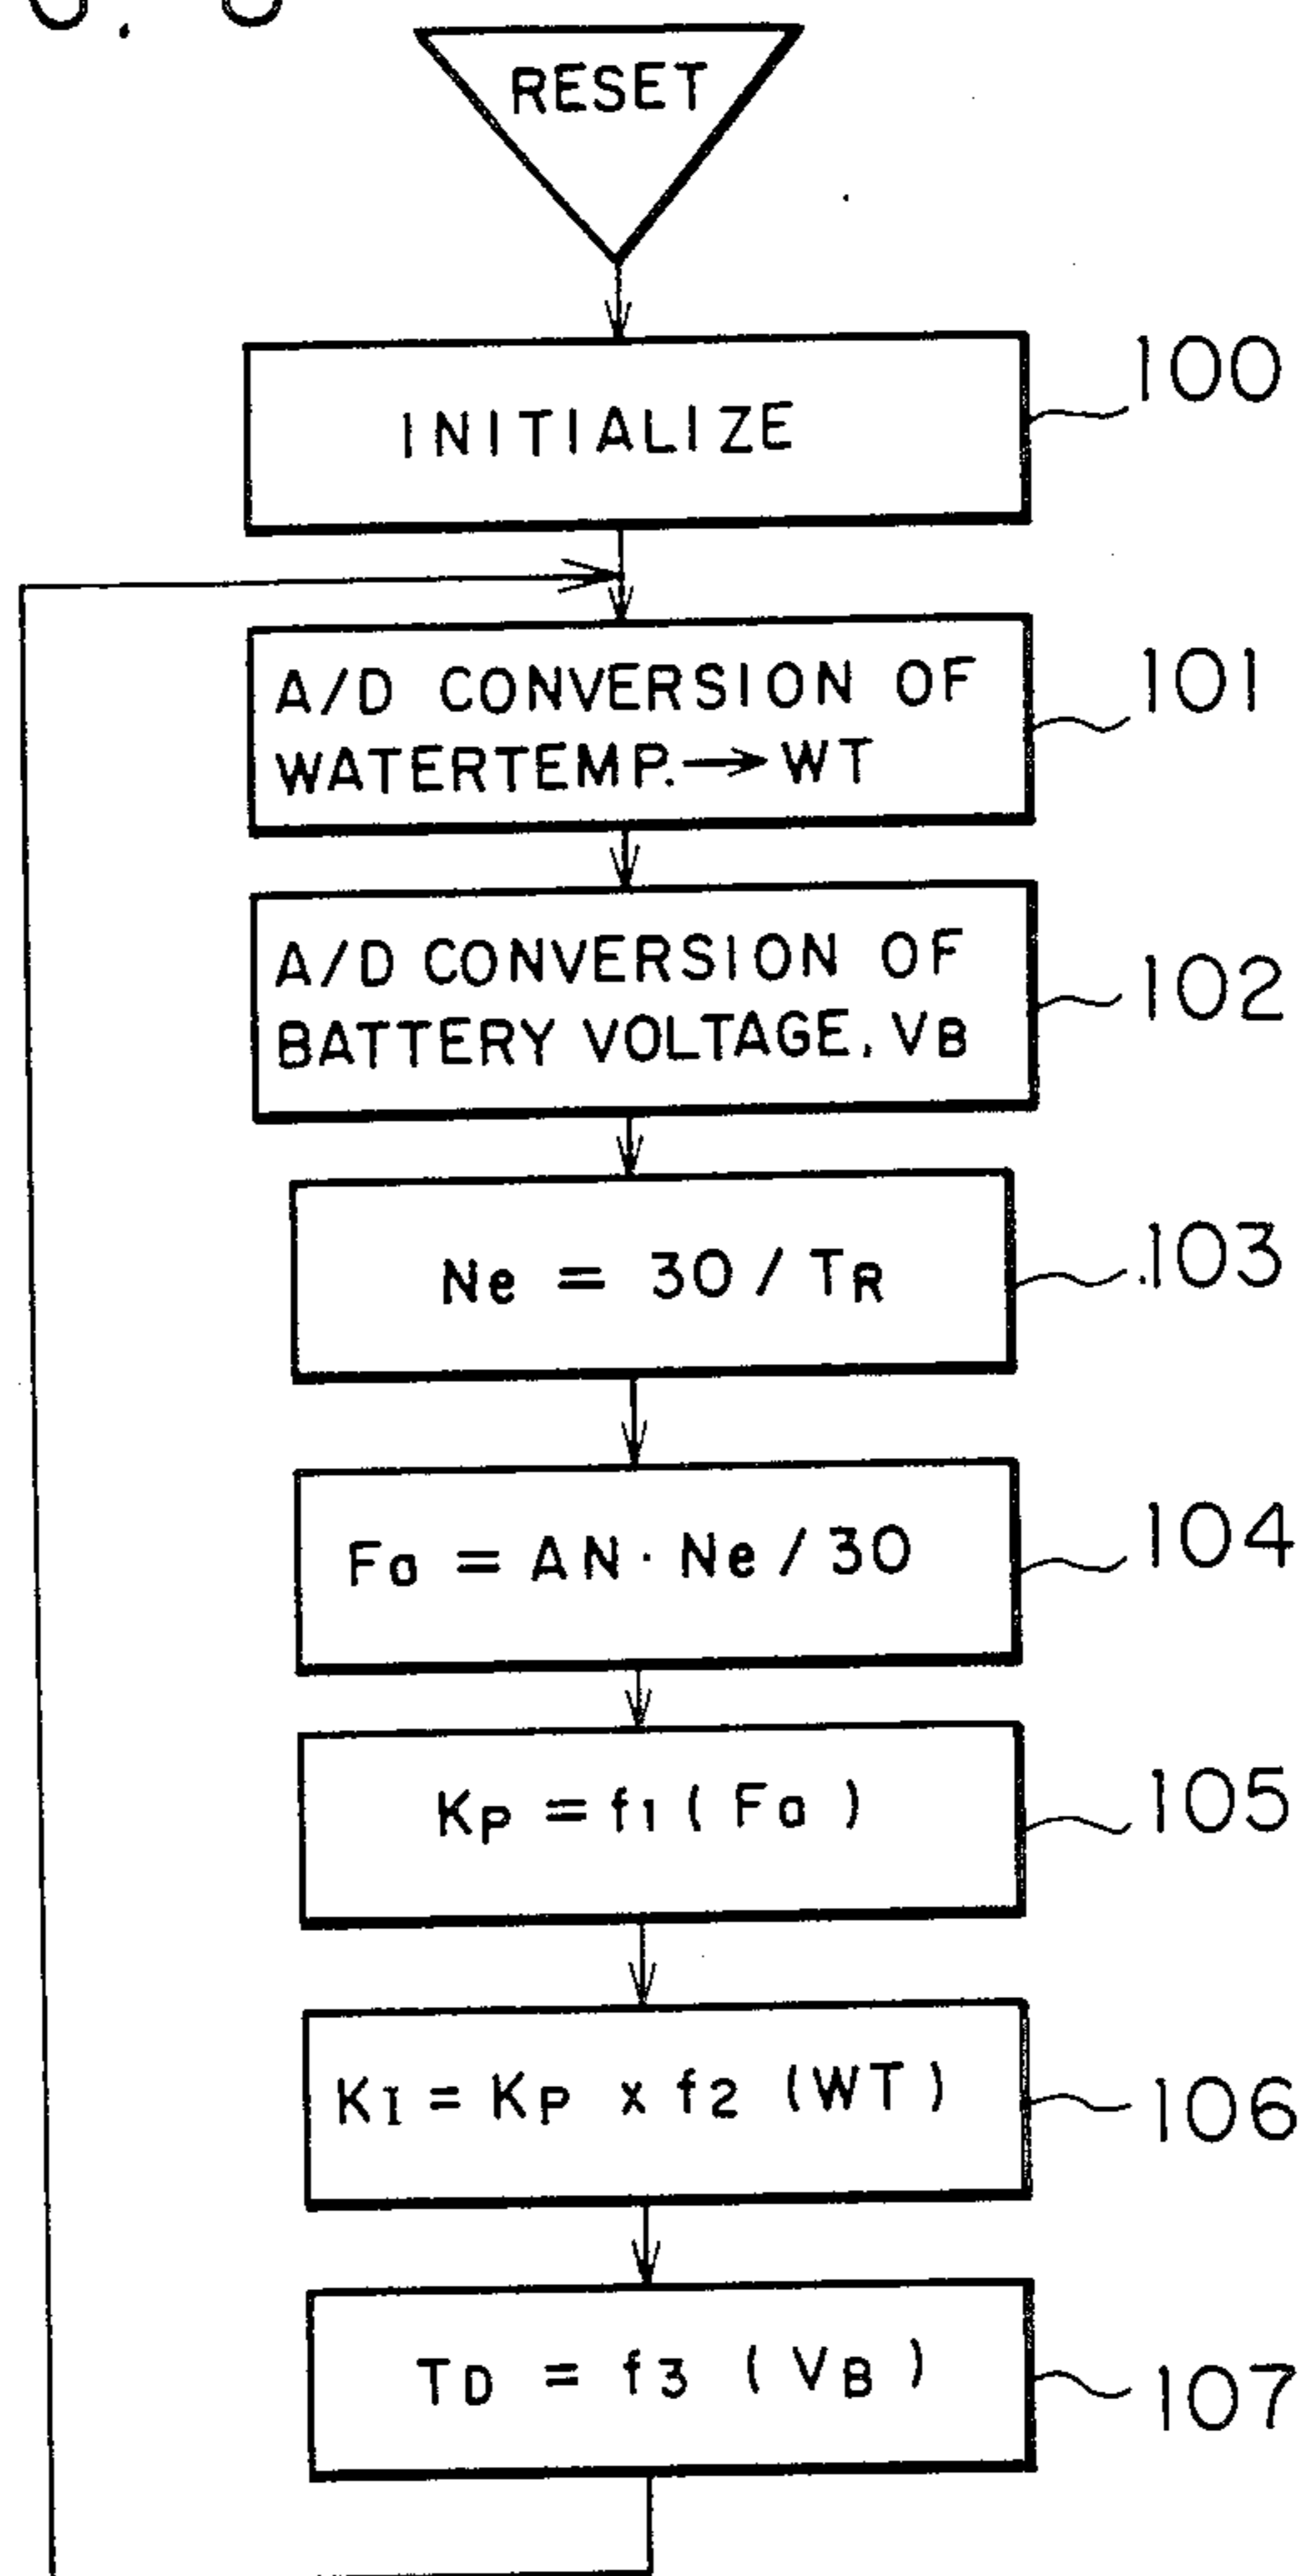 RESET
INITIALIZE
100
A/D CONVERSION OF
WATERTEMP.→WT
101
A/D CONVERSION OF
BATTERY VOLTAGE, VB
102
Ne = 30 / TR
103
Fa = AN · Ne / 30
104
KP = f1 ( Fa )
105
KI = KP x f2 (WT)
106
TD = f3 ( VB )
107